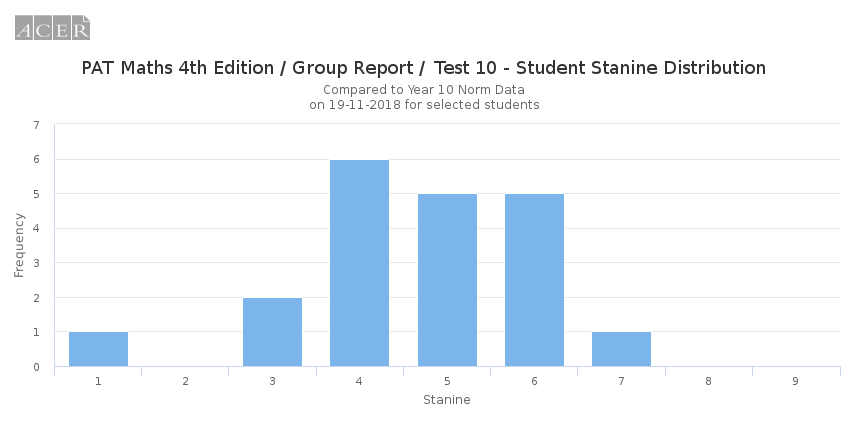 ACER
PAT Maths 4th Edition / Group Report / Test 10 - Student Stanine Distribution
Compared to Year 10 Norm Data
on 19-11-2018 for selected students
7
6
5
4
3
2
1
0
Frequency
1 2 3 4 5 6 7 8 9
Stanine